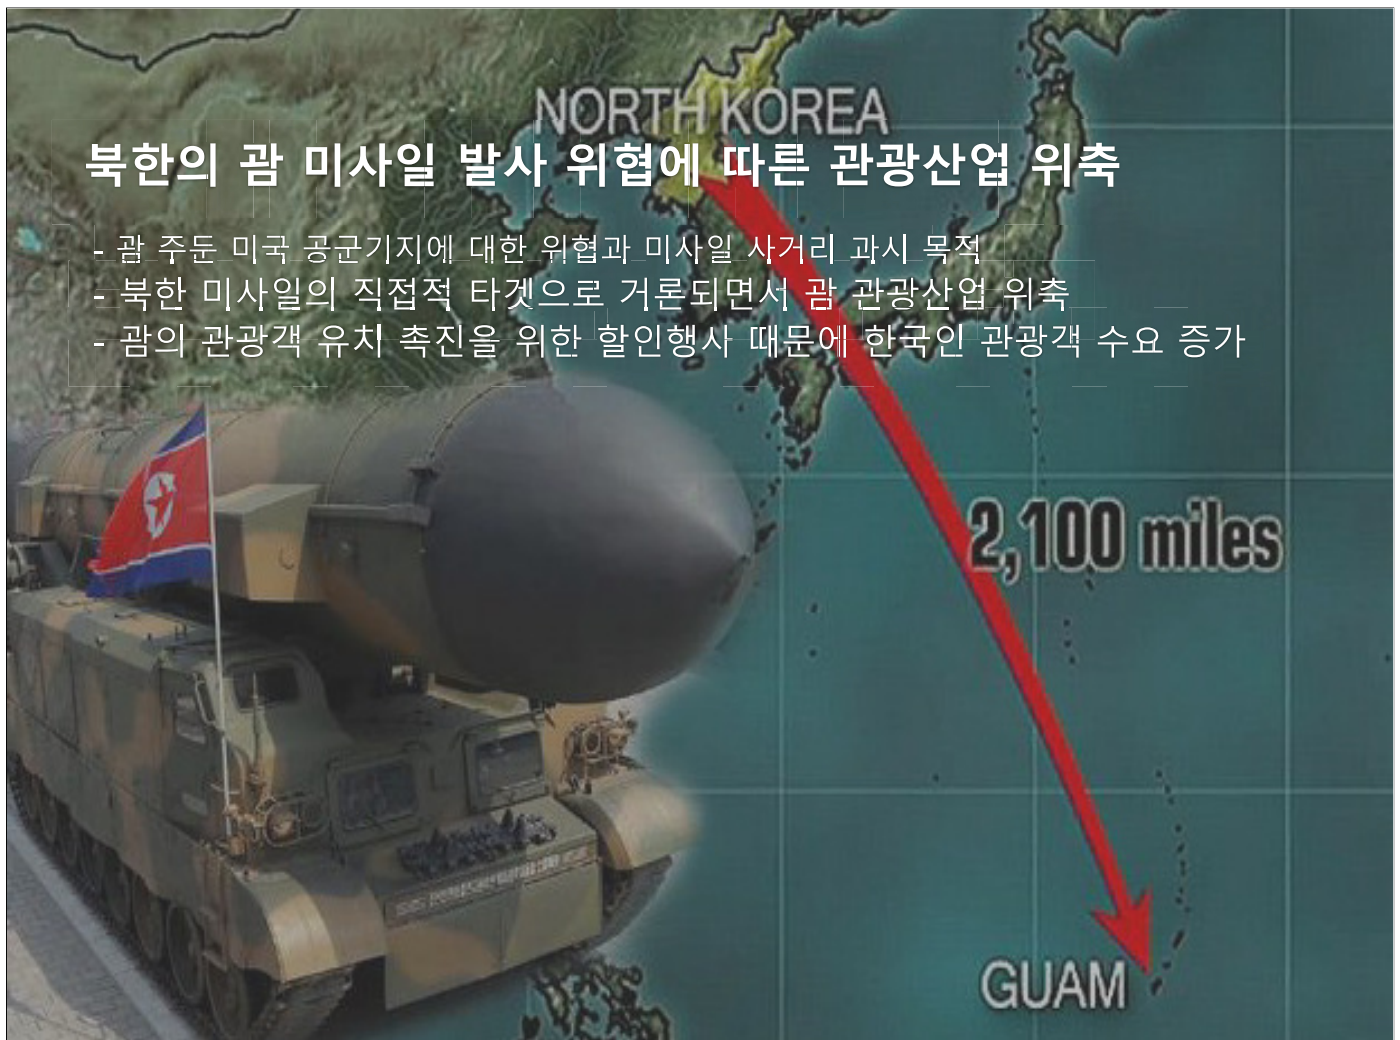 NORTH KOREA
북한의 괌 미사일 발사 위협에 따른 관광산업 위축
- 괌 주둔 미국 공군기지에 대한 위협과 미사일 사거리 과시 목적
- 북한 미사일의 직접적 타겟으로 거론되면서 괌 관광산업 위축
- 괌의 관광객 유치 촉진을 위한 할인행사 때문에 한국인 관광객 수요 증가
2,100 miles
GUAM